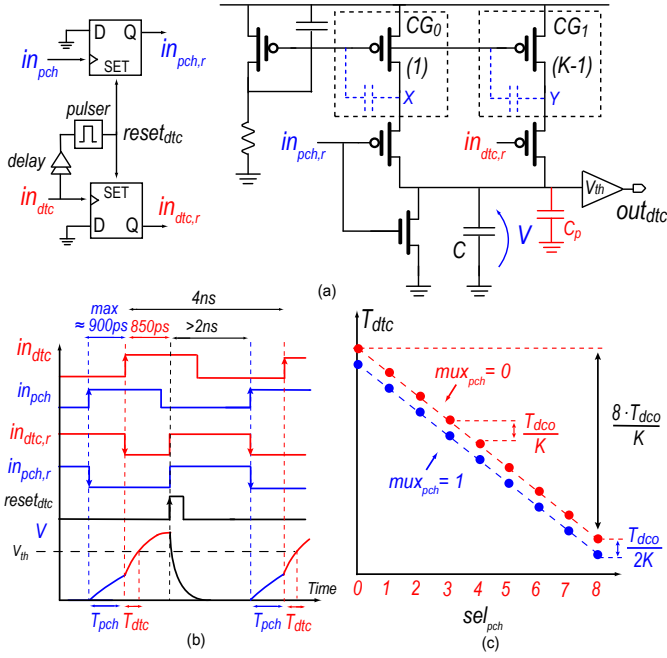 D Q
SET
in_pch
in_pch,r
pulser
reset_dtc
delay
in_dtc
SET
D Q
in_dtc,r
CG_0
(1)
X
CG_1
(K-1)
Y
in_pch,r
in_dtc,r
C
V
C_p
V_th
out_dtc
(a)
4ns
max
≈ 900ps
850ps
>2ns
in_dtc
in_pch
in_dtc,r
in_pch,r
reset_dtc
V
V_th
Time
T_pch
T_dtc
T_pch
T_dtc
(b)
T_dtc
mux_pch = 0
T_dco
K
8 · T_dco
K
mux_pch = 1
T_dco
2K
0 1 2 3 4 5 6 7 8
sel_pch
(c)